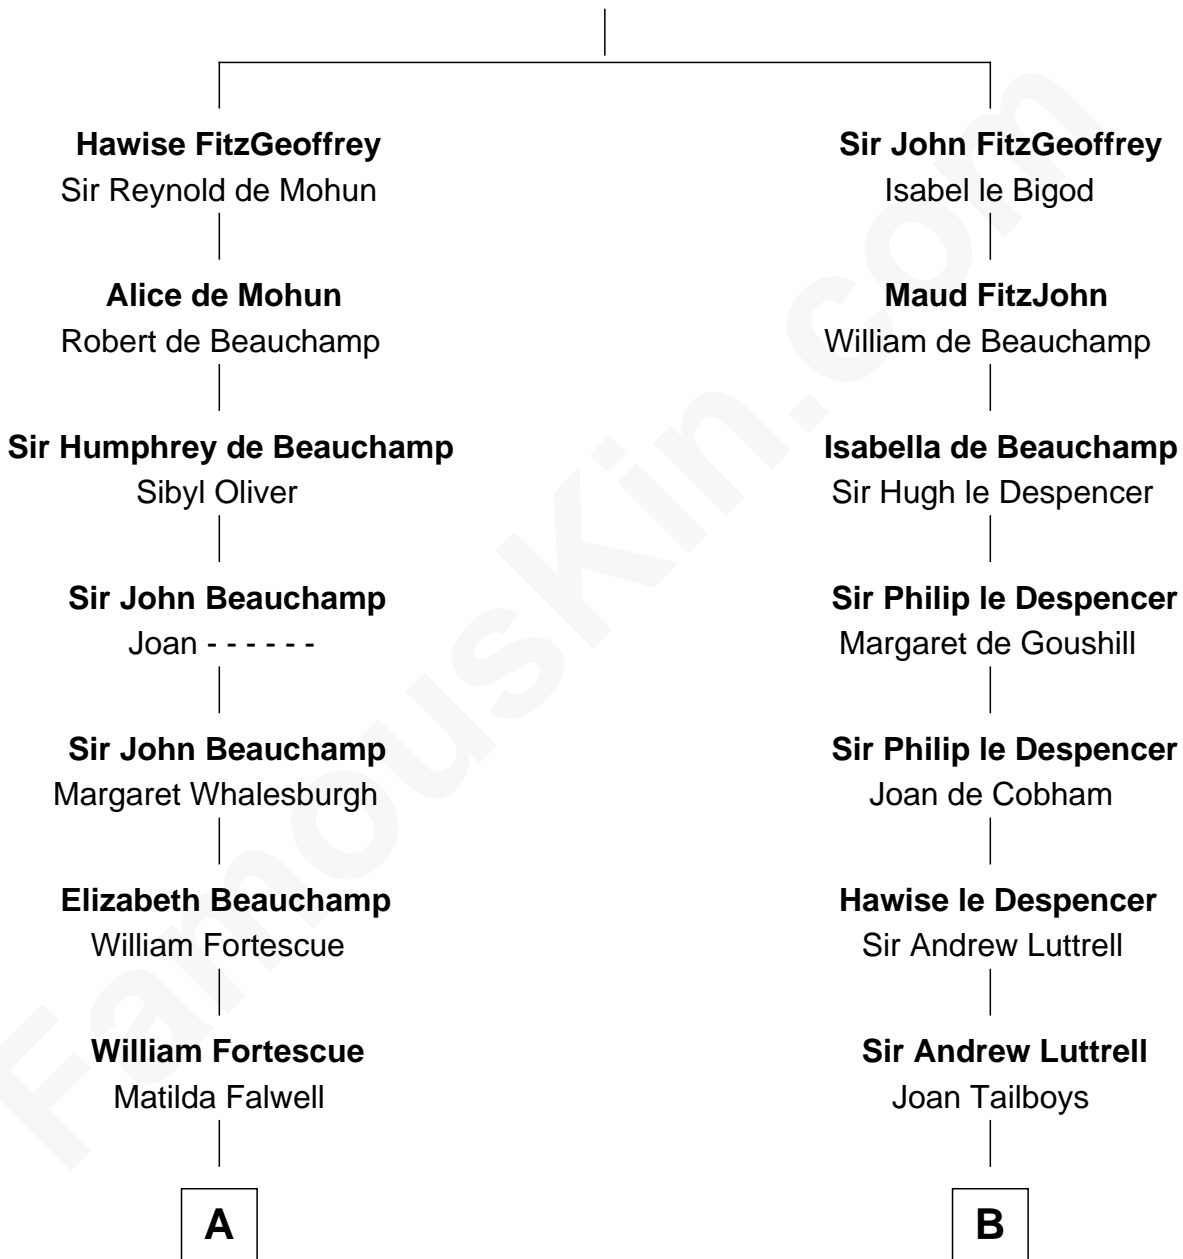 Hawise FitzGeoffrey
Sir Reynold de Mohun
Alice de Mohun
Robert de Beauchamp
Sir Humphrey de Beauchamp
Sibyl Oliver
Sir John Beauchamp
Joan - - - - - -
Sir John Beauchamp
Margaret Whalesburgh
Elizabeth Beauchamp
William Fortescue
William Fortescue
Matilda Falwell
A
Sir John FitzGeoffrey
Isabel le Bigod
Maud FitzJohn
William de Beauchamp
Isabella de Beauchamp
Sir Hugh le Despencer
Sir Philip le Despencer
Margaret de Goushill
Sir Philip le Despencer
Joan de Cobham
Hawise le Despencer
Sir Andrew Luttrell
Sir Andrew Luttrell
Joan Tailboys
B
FamousKin.com